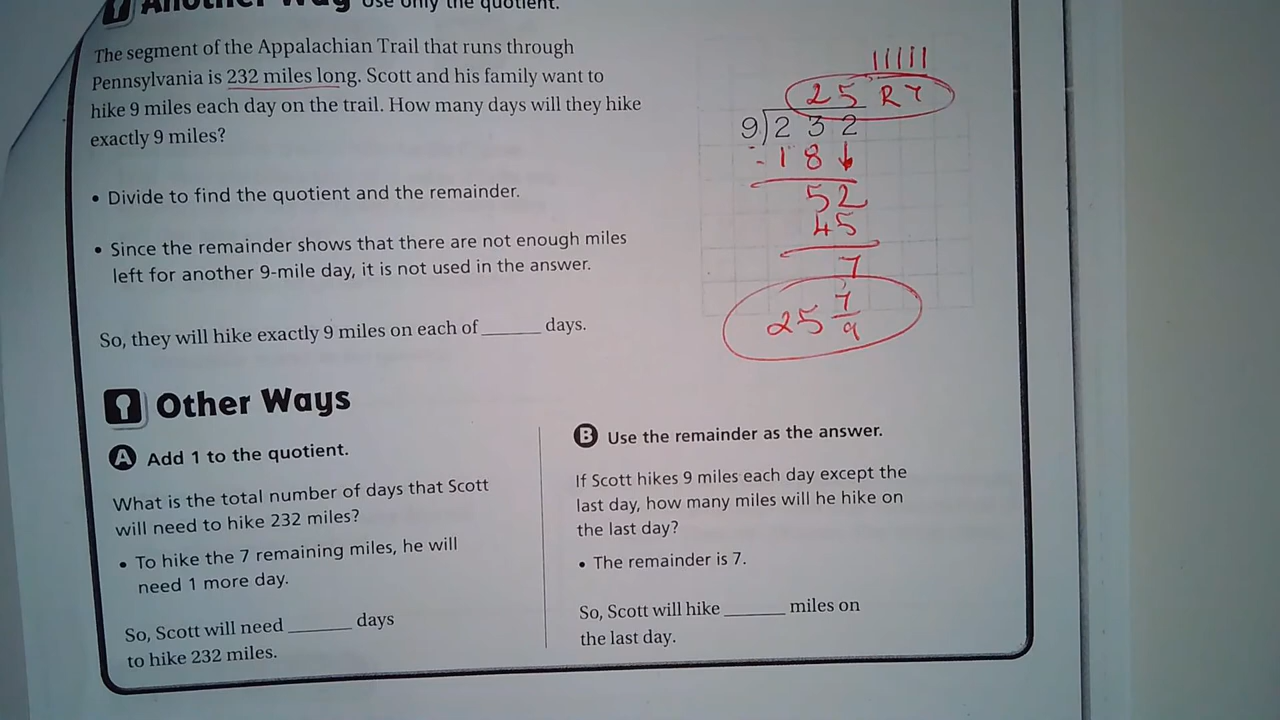 Another Way Use only the quotient.
The segment of the Appalachian Trail that runs through
Pennsylvania is 232 miles long. Scott and his family want to
hike 9 miles each day on the trail. How many days will they hike
exactly 9 miles?
• Divide to find the quotient and the remainder.
• Since the remainder shows that there are not enough miles
left for another 9-mile day, it is not used in the answer.
So, they will hike exactly 9 miles on each of ______ days.
25 R7
9)232
-18
52
45
7
25 7/9
Other Ways
A Add 1 to the quotient.
What is the total number of days that Scott
will need to hike 232 miles?
• To hike the 7 remaining miles, he will
need 1 more day.
So, Scott will need ______ days
to hike 232 miles.
B Use the remainder as the answer.
If Scott hikes 9 miles each day except the
last day, how many miles will he hike on
the last day?
• The remainder is 7.
So, Scott will hike ______ miles on
the last day.